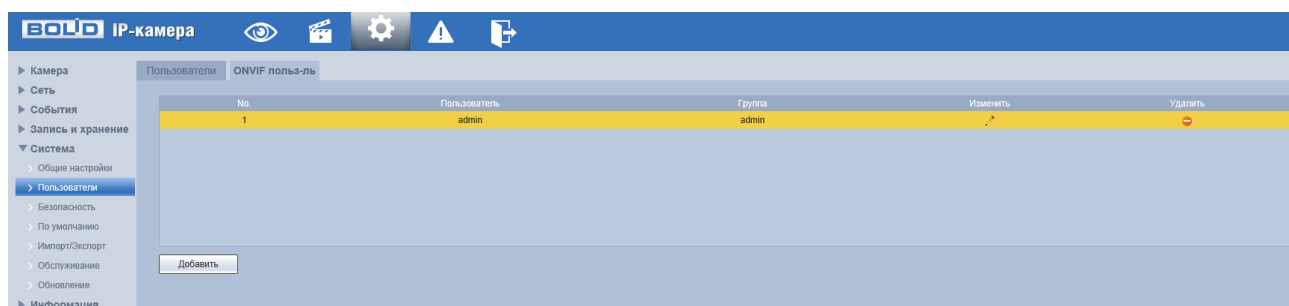 BOLID IP-камера
Камера
Сеть
События
Запись и хранение
Система
Общие настройки
Пользователи
Безопасность
По умолчанию
Импорт/Экспорт
Обслуживание
Обновление
Информация
Пользователи ONVIF польз-ль
No. Пользователь Группа Изменить Удалить
1 admin admin
Добавить